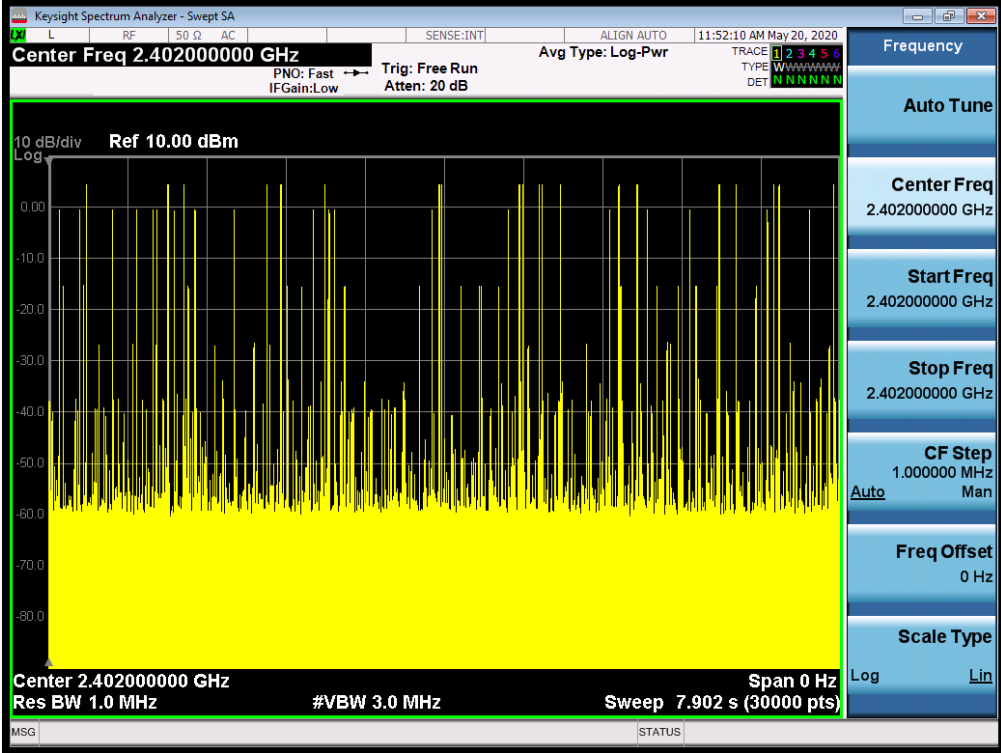 Keysight Spectrum Analyzer - Swept SA
LXI L RF 50 Ω AC SENSE:INT ALIGN AUTO 11:52:10 AM May 20, 2020
Center Freq 2.402000000 GHz
PNO: Fast
IFGain:Low
Trig: Free Run
Atten: 20 dB
Avg Type: Log-Pwr
TRACE 1 2 3 4 5 6
TYPE WWWWWW
DET N N N N N N
10 dB/div Ref 10.00 dBm
Log
0.00
-10.0
-20.0
-30.0
-40.0
-50.0
-60.0
-70.0
-80.0
Center 2.402000000 GHz Span 0 Hz
Res BW 1.0 MHz #VBW 3.0 MHz Sweep 7.902 s (30000 pts)
MSG STATUS
Frequency
Auto Tune
Center Freq
2.402000000 GHz
Start Freq
2.402000000 GHz
Stop Freq
2.402000000 GHz
CF Step
1.000000 MHz
Auto Man
Freq Offset
0 Hz
Scale Type
Log Lin